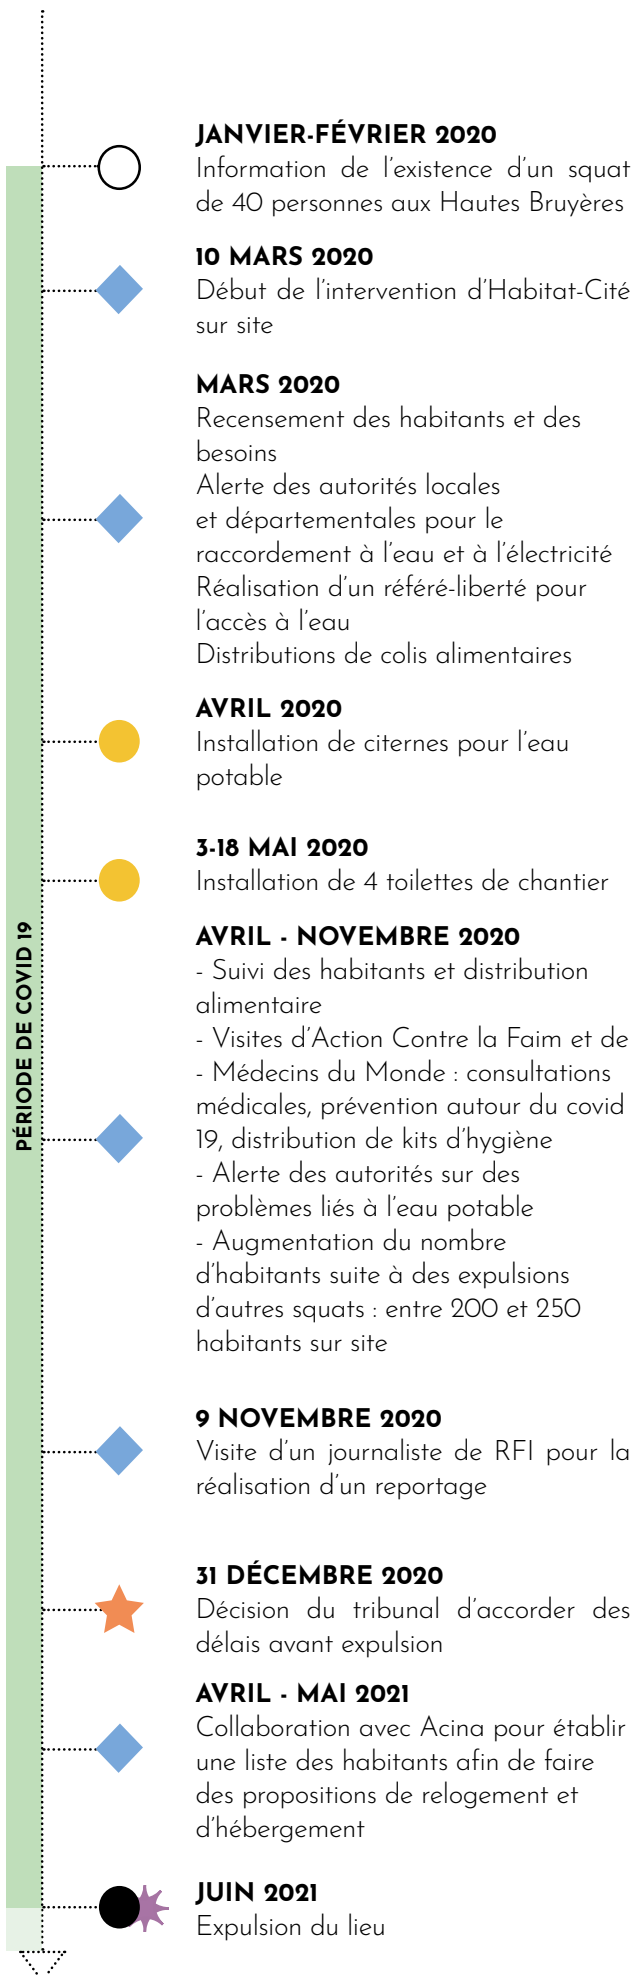 JANVIER-FÉVRIER 2020
Information de l'existence d'un squat
de 40 personnes aux Hautes Bruyères
10 MARS 2020
Début de l'intervention d'Habitat-Cité
sur site
MARS 2020
Recensement des habitants et des
besoins
Alerte des autorités locales
et départementales pour le
raccordement à l'eau et à l'électricité
Réalisation d'un référé-liberté pour
l'accès à l'eau
Distributions de colis alimentaires
AVRIL 2020
Installation de citernes pour l'eau
potable
3-18 MAI 2020
Installation de 4 toilettes de chantier
PÉRIODE DE COVID 19
AVRIL - NOVEMBRE 2020
- Suivi des habitants et distribution
alimentaire
- Visites d'Action Contre la Faim et de
- Médecins du Monde : consultations
médicales, prévention autour du covid
19, distribution de kits d'hygiène
- Alerte des autorités sur des
problèmes liés à l'eau potable
- Augmentation du nombre
d'habitants suite à des expulsions
d'autres squats : entre 200 et 250
habitants sur site
9 NOVEMBRE 2020
Visite d'un journaliste de RFI pour la
réalisation d'un reportage
31 DÉCEMBRE 2020
Décision du tribunal d'accorder des
délais avant expulsion
AVRIL - MAI 2021
Collaboration avec Acina pour établir
une liste des habitants afin de faire
des propositions de relogement et
d'hébergement
JUIN 2021
Expulsion du lieu